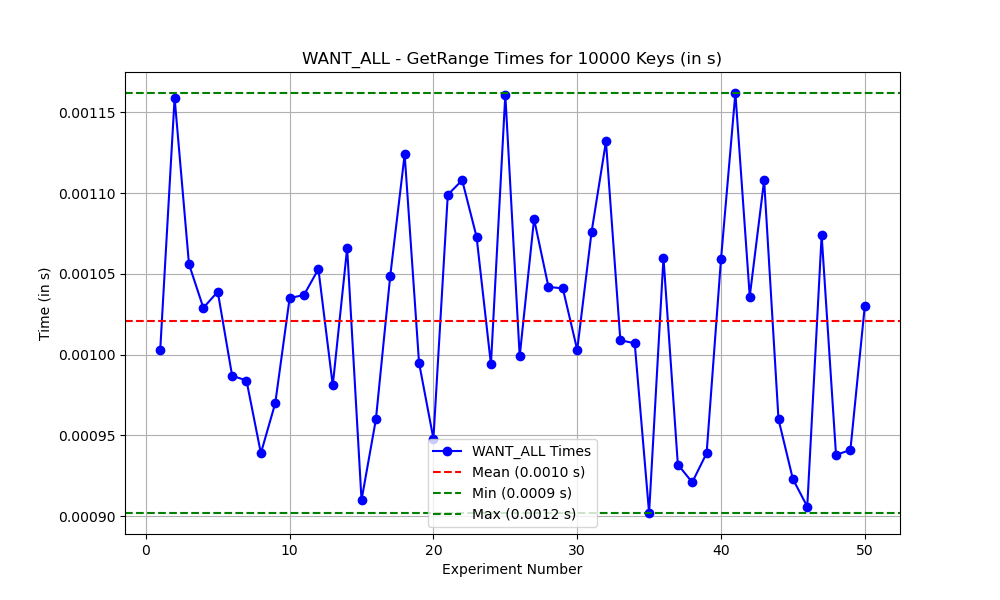 WANT_ALL - GetRange Times for 10000 Keys (in s)
Time (in s)
0.00115
0.00110
0.00105
0.00100
0.00095
0.00090
WANT_ALL Times
Mean (0.0010 s)
Min (0.0009 s)
Max (0.0012 s)
0 10 20 30 40 50
Experiment Number